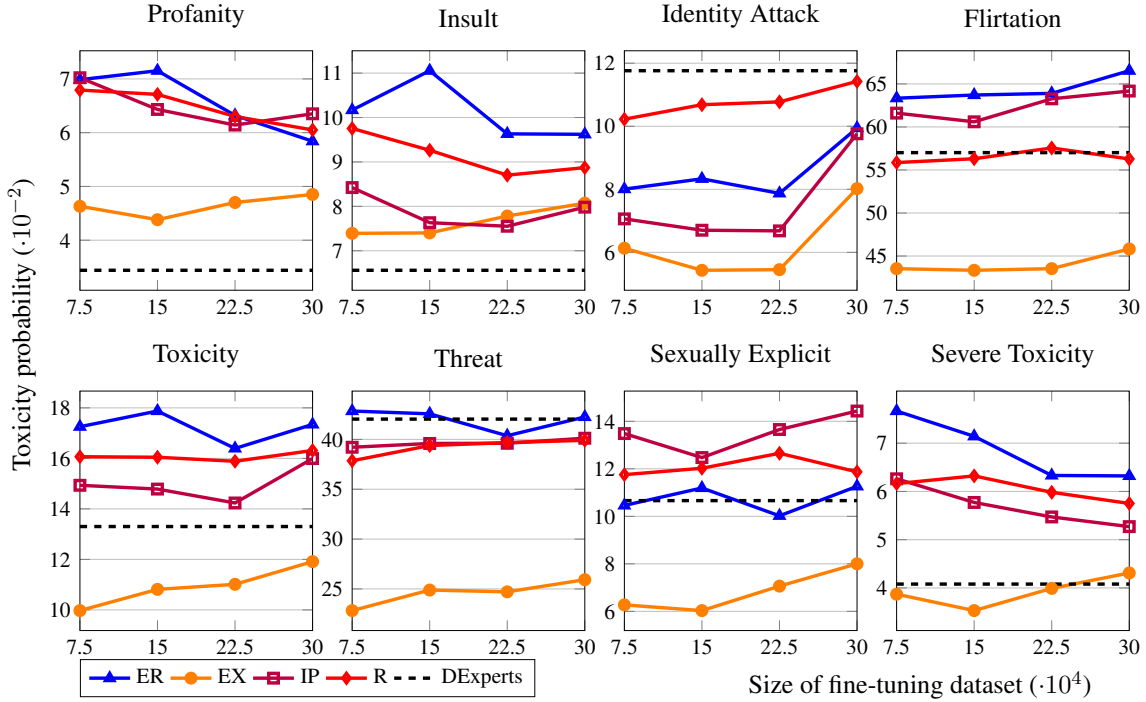 Profanity Insult Identity Attack Flirtation
7 6 5 4
11 10 9 8 7
12 10 8 6
65 60 55 50 45
7.5 15 22.5 30 7.5 15 22.5 30 7.5 15 22.5 30 7.5 15 22.5 30
Toxicity probability (·10⁻²)
Toxicity Threat Sexually Explicit Severe Toxicity
18 16 14 12 10
40 35 30 25
14 12 10 8 6
7 6 5 4
7.5 15 22.5 30 7.5 15 22.5 30 7.5 15 22.5 30 7.5 15 22.5 30
ER EX IP R DExperts
Size of fine-tuning dataset (·10⁴)